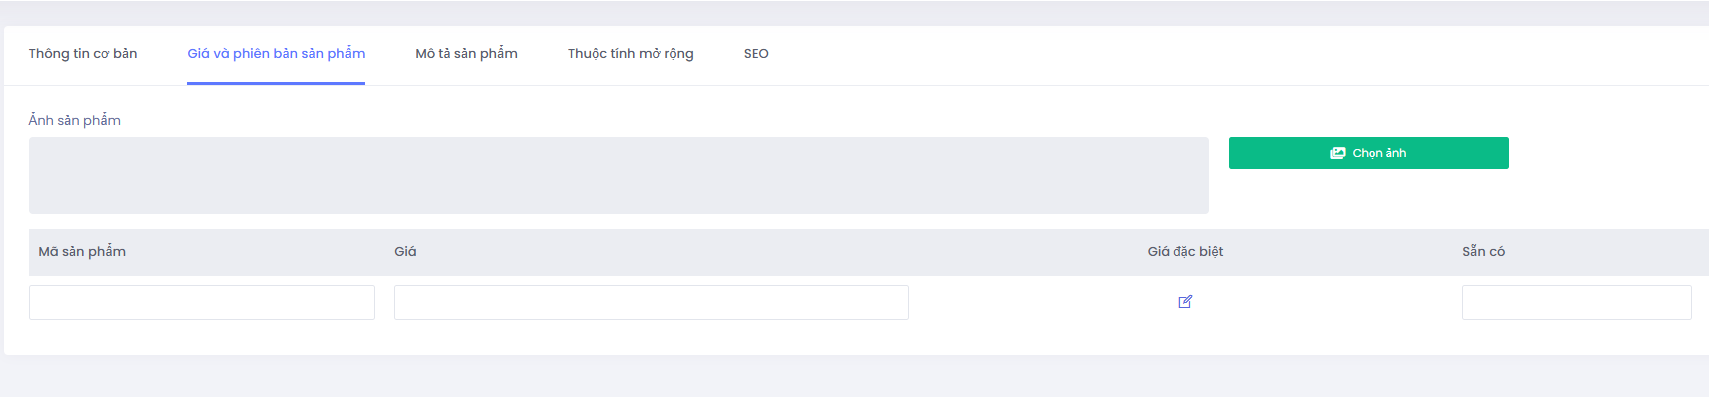 Thông tin cơ bản Giá và phiên bản sản phẩm Mô tả sản phẩm Thuộc tính mở rộng SEO
Ảnh sản phẩm
Chọn ảnh
Mã sản phẩm Giá Giá đặc biệt Sẵn có